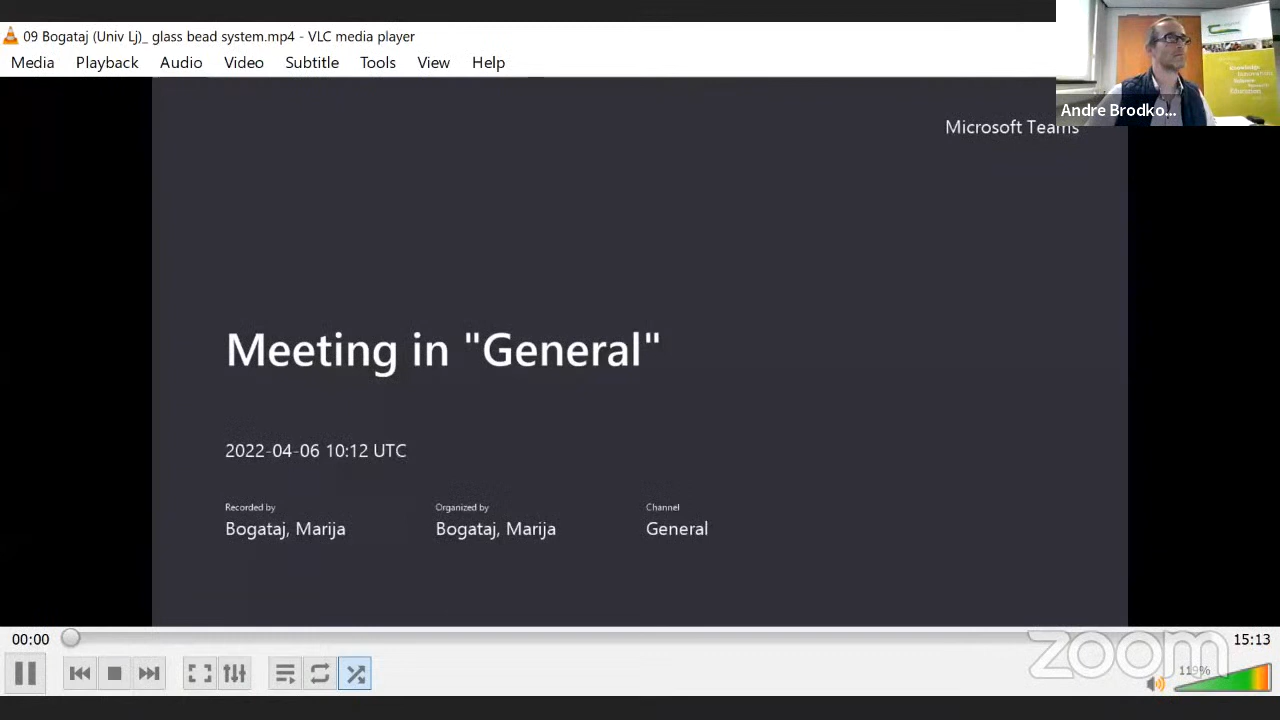 09 Bogataj (Univ Lj)_ glass bead system.mp4 - VLC media player
Media Playback Audio Video Subtitle Tools View Help
Andre Brodko...
Microsoft Teams
Meeting in "General"
2022-04-06 10:12 UTC
Recorded by
Bogataj, Marija
Organized by
Bogataj, Marija
Channel
General
00:00
15:13
zoom
119%